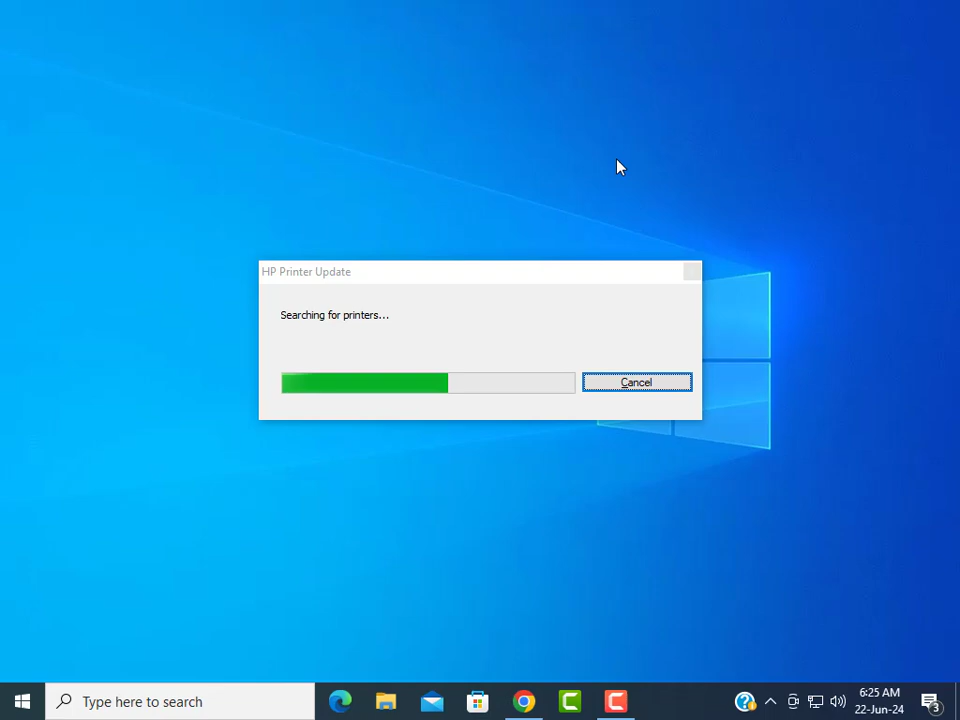 HP Printer Update
Searching for printers...
Cancel
Type here to search
6:25 AM
22-Jun-24
3